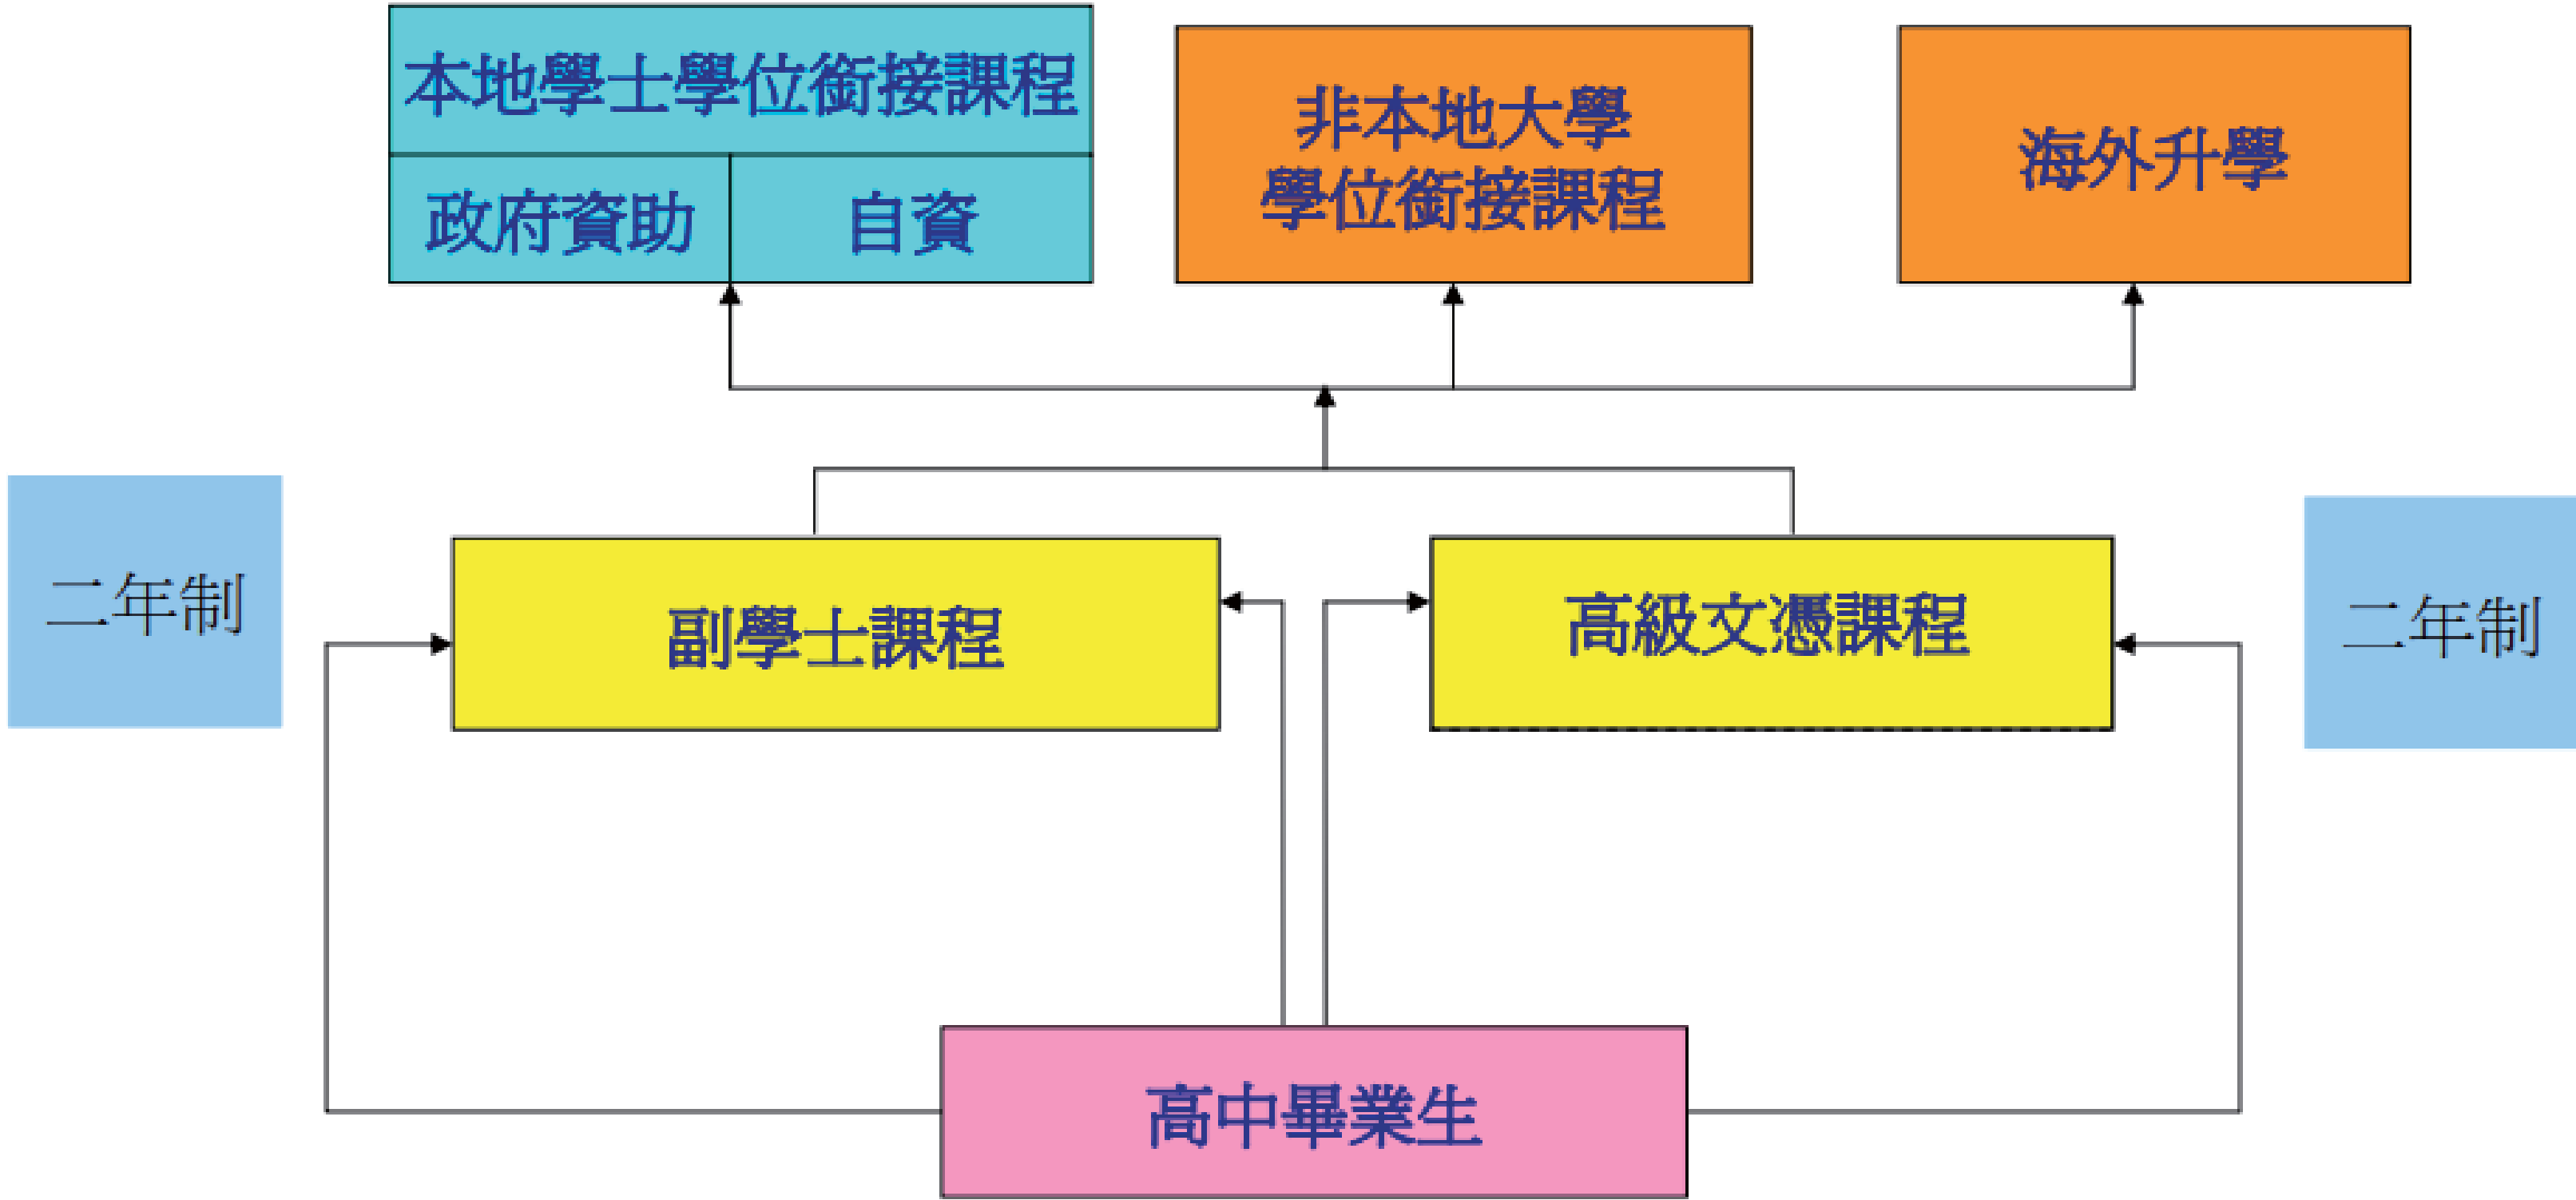 本地學士學位銜接課程
政府資助
自資
非本地大學
學位銜接課程
海外升學
二年制
副學士課程
高級文憑課程
二年制
高中畢業生